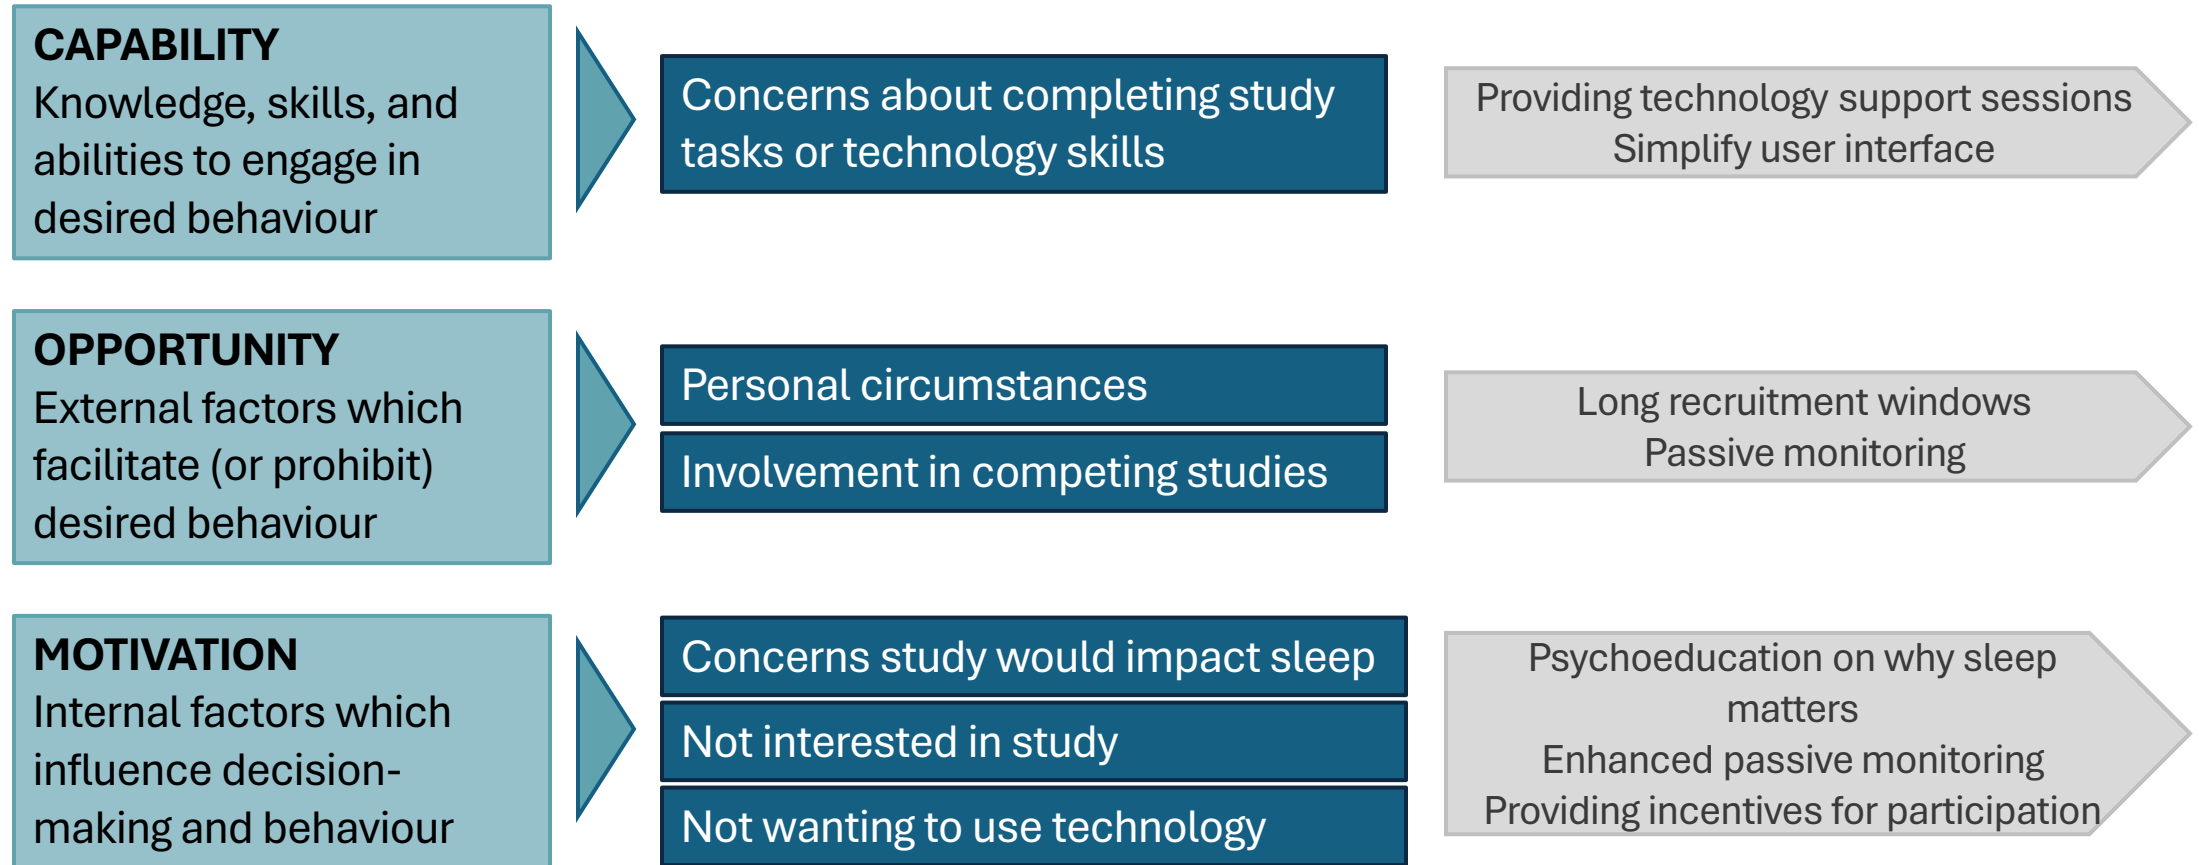 CAPABILITY
Knowledge, skills, and
abilities to engage in
desired behaviour
Concerns about completing study
tasks or technology skills
Providing technology support sessions
Simplify user interface
OPPORTUNITY
External factors which
facilitate (or prohibit)
desired behaviour
Personal circumstances
Involvement in competing studies
Long recruitment windows
Passive monitoring
MOTIVATION
Internal factors which
influence decision-
making and behaviour
Concerns study would impact sleep
Not interested in study
Not wanting to use technology
Psychoeducation on why sleep
matters
Enhanced passive monitoring
Providing incentives for participation